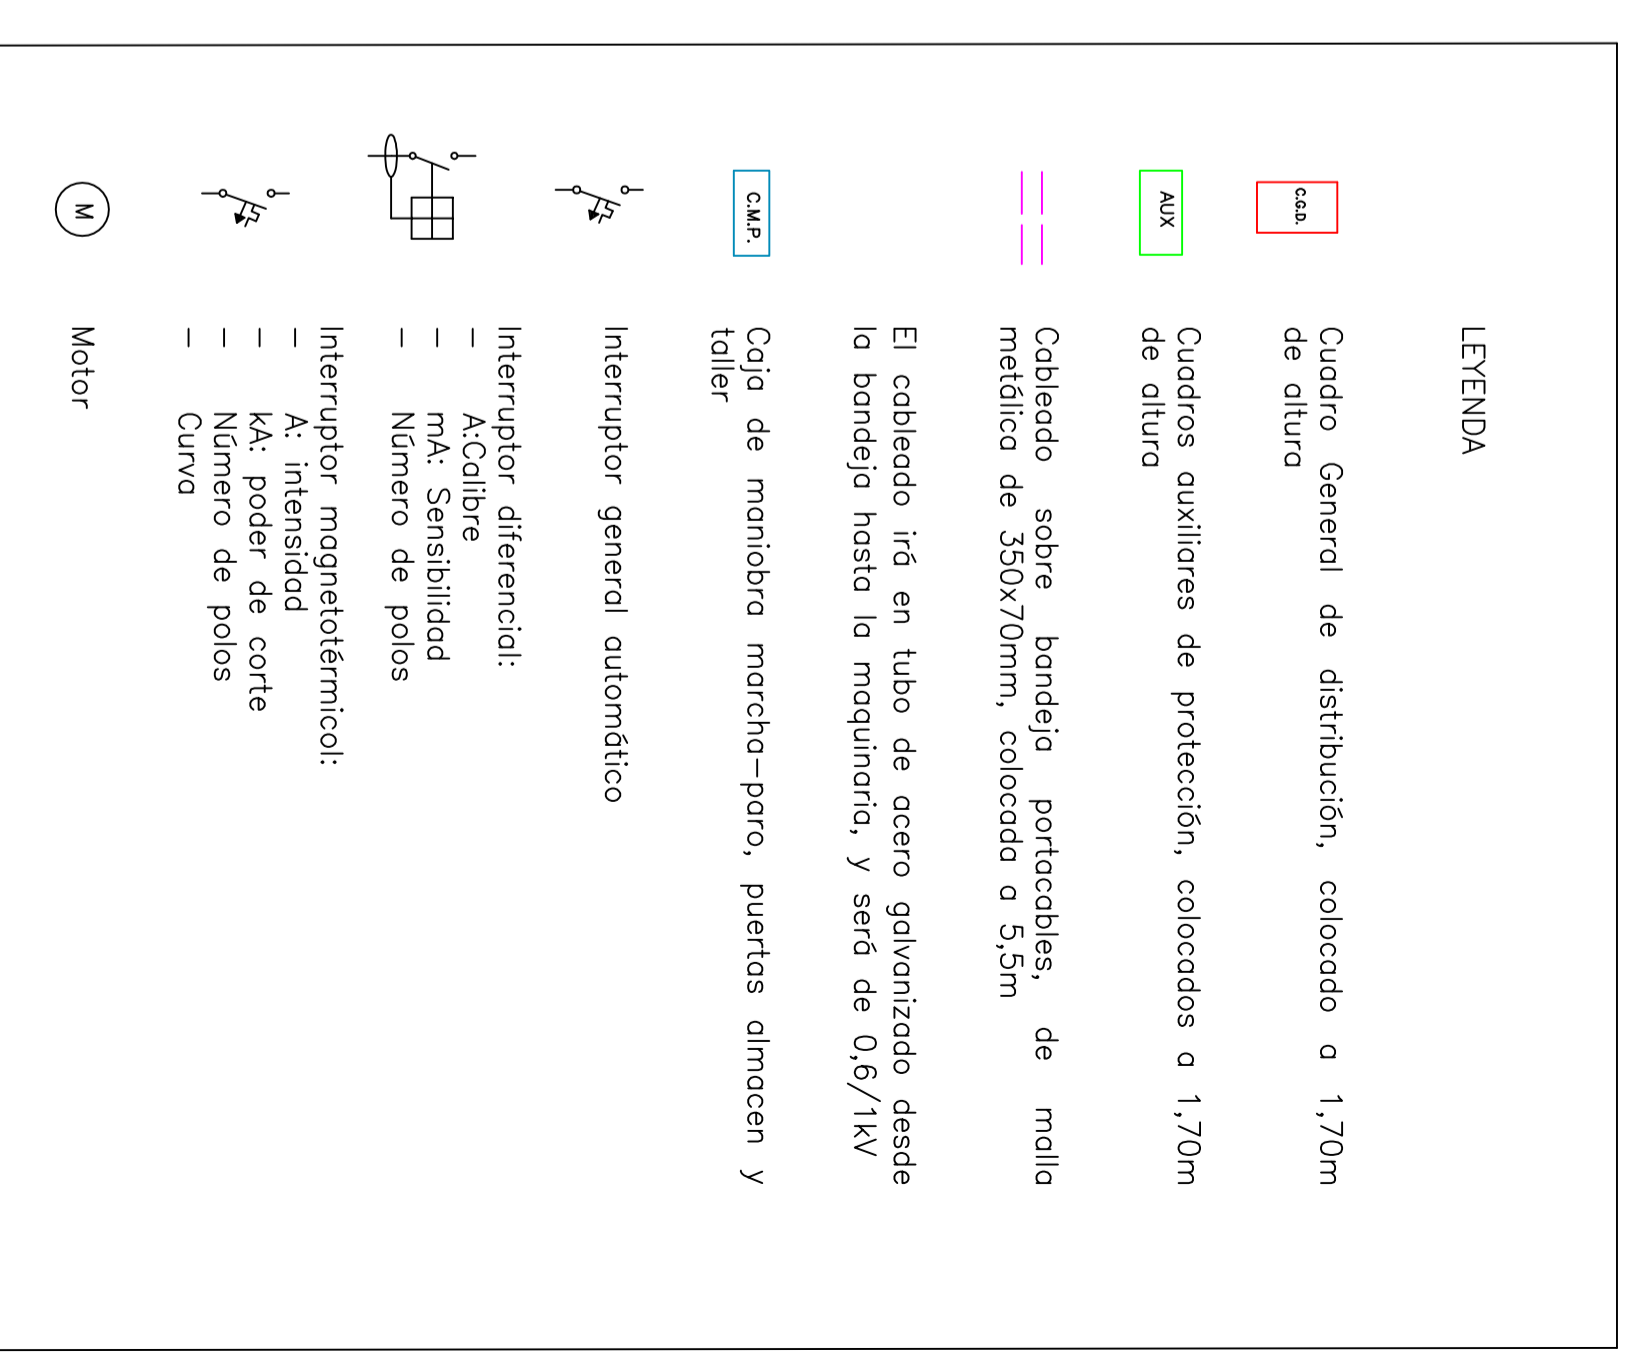 LEYENDA
C.G.D.
Cuadro General de distribución, colocado a 1,70m
de altura
AUX
Cuadros auxiliares de protección, colocados a 1,70m
de altura
Cableado sobre bandeja portacables, de malla
metálica de 350x70mm, colocada a 5,5m
El cableado irá en tubo de acero galvanizado desde
la bandeja hasta la maquinaria, y será de 0,6/1kV
C.M.P.
Caja de maniobra marcha-paro, puertas almacen y
taller
Interruptor general automático
Interruptor diferencial:
- A:Calibre
- mA: Sensibilidad
- Número de polos
Interruptor magnetotérmicol:
- A: intensidad
- kA: poder de corte
- Número de polos
- Curva
M
Motor